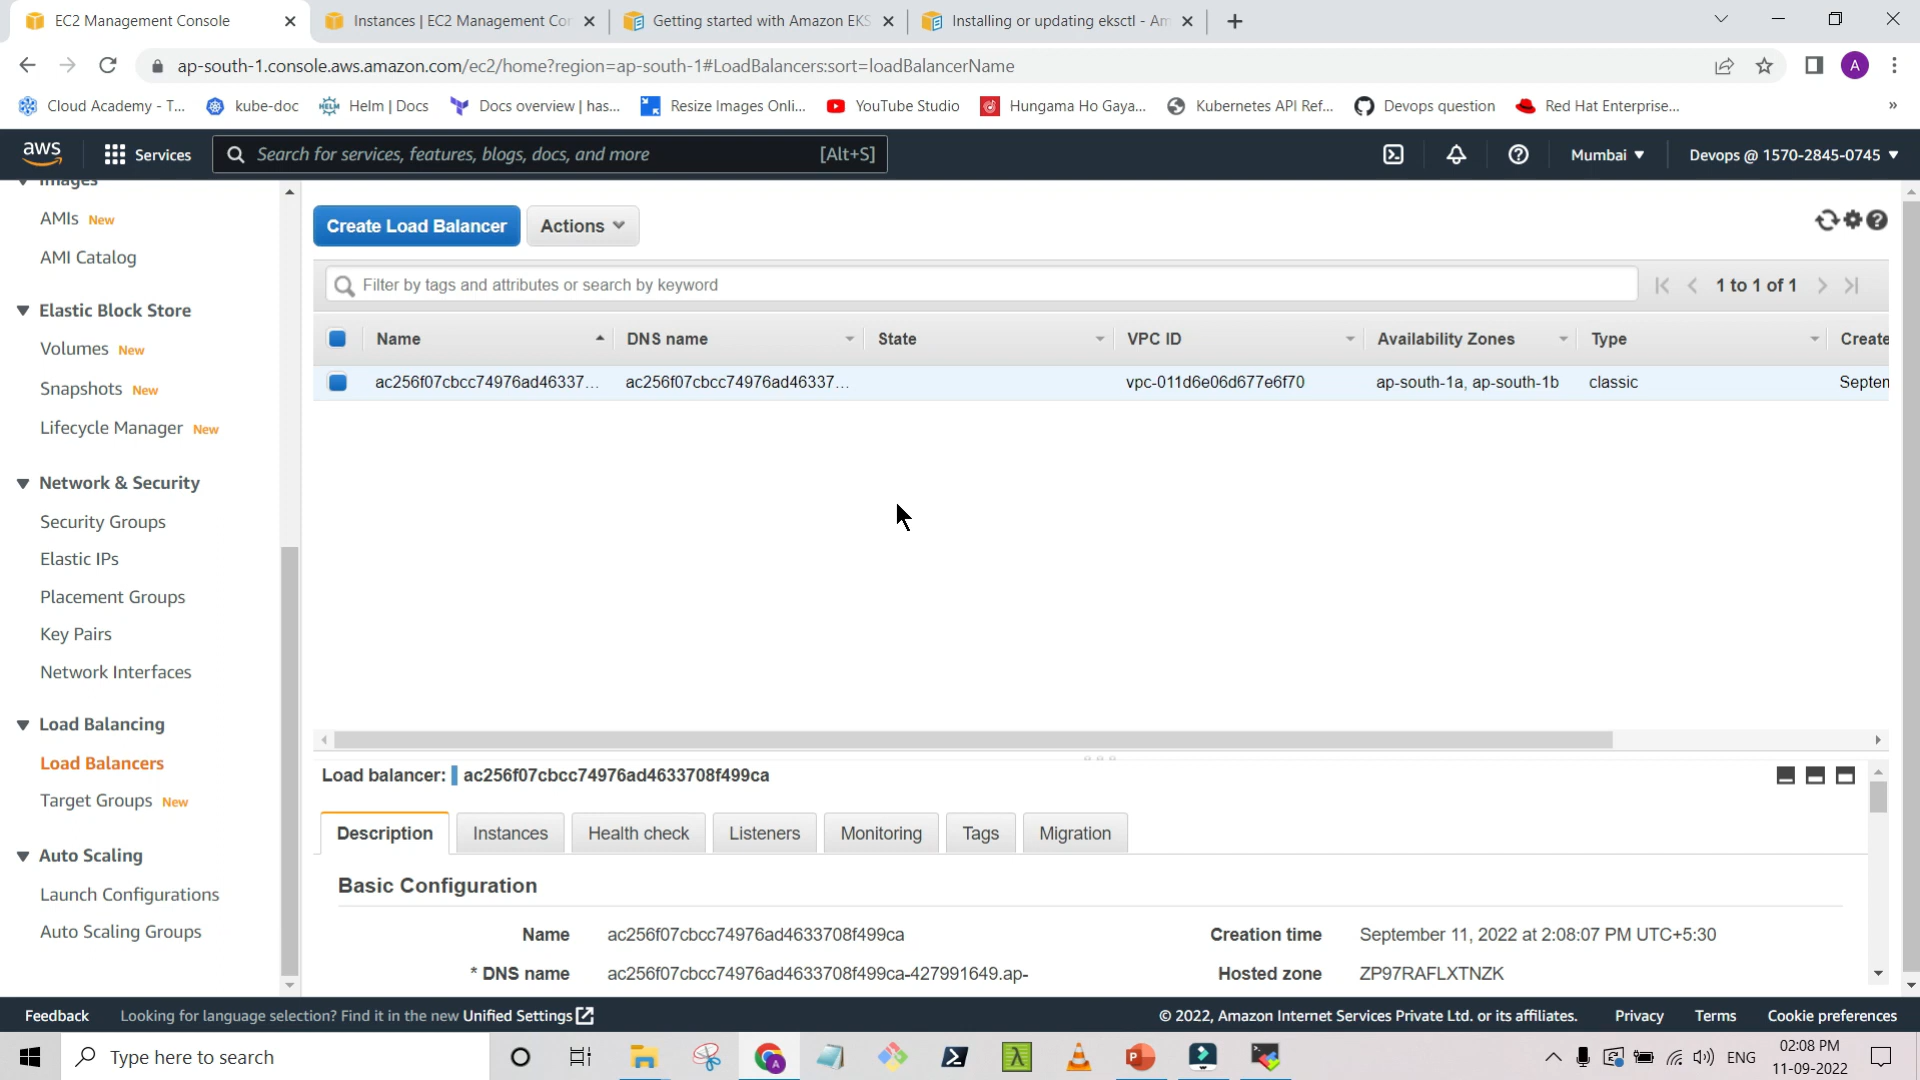 EC2 Management Console
Instances | EC2 Management Con
Getting started with Amazon EKS
Installing or updating eksctl - Am
ap-south-1.console.aws.amazon.com/ec2/home?region=ap-south-1#LoadBalancers:sort=loadBalancerName
A
Cloud Academy - T...
kube-doc
HELM
Helm | Docs
Docs overview | has...
Resize Images Onli...
YouTube Studio
Hungama Ho Gaya...
Kubernetes API Ref...
Devops question
Red Hat Enterprise...
»
aws
Services
Search for services, features, blogs, docs, and more
[Alt+S]
Mumbai
Devops @ 1570-2845-0745
Images
AMIs New
AMI Catalog
Elastic Block Store
Volumes New
Snapshots New
Lifecycle Manager New
Network & Security
Security Groups
Elastic IPs
Placement Groups
Key Pairs
Network Interfaces
Load Balancing
Load Balancers
Target Groups New
Auto Scaling
Launch Configurations
Auto Scaling Groups
Create Load Balancer
Actions
Filter by tags and attributes or search by keyword
1 to 1 of 1
Name
DNS name
State
VPC ID
Availability Zones
Type
Create
ac256f07cbcc74976ad46337...
ac256f07cbcc74976ad46337...
vpc-011d6e06d677e6f70
ap-south-1a, ap-south-1b
classic
Septen
Load balancer: ac256f07cbcc74976ad4633708f499ca
Description
Instances
Health check
Listeners
Monitoring
Tags
Migration
Basic Configuration
Name ac256f07cbcc74976ad4633708f499ca
Creation time September 11, 2022 at 2:08:07 PM UTC+5:30
* DNS name ac256f07cbcc74976ad4633708f499ca-427991649.ap-
Hosted zone ZP97RAFLXTNZK
Feedback
Looking for language selection? Find it in the new Unified Settings
© 2022, Amazon Internet Services Private Ltd. or its affiliates.
Privacy
Terms
Cookie preferences
Type here to search
ENG
02:08 PM
11-09-2022